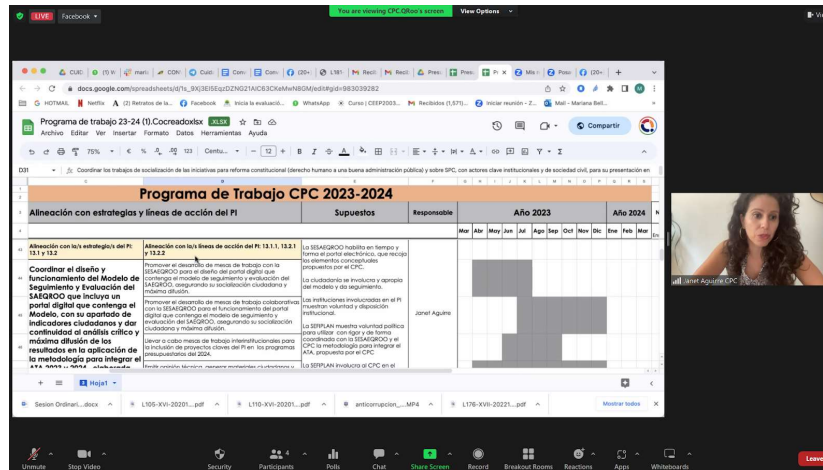 You are viewing CPC.QRoo's screen
View Options
LIVE
Facebook
Programa de trabajo 23-24 (1).Cocreadoxlsx .XLSX
Archivo Editar Ver Insertar Formato Datos Herramientas Ayuda
Compartir
75%
12
D31
Coordinar los trabajos de socialización de las iniciativas para reforma constitucional (derecho humano a una buena administración pública) y sobre SPC, con actores clave institucionales y de sociedad civil, para su presentación en
Programa de Trabajo CPC 2023-2024
Alineación con estrategias y líneas de acción del PI
Supuestos
Responsable
Año 2023
Año 2024
Mar Abr May Jun Jul Ago Sep Oct Nov Dic Ene Feb Mar
Alineación con la/s estrategia/s del PI: 13.1 y 13.2
Coordinar el diseño y
funcionamiento del Modelo de
Seguimiento y Evaluación del
SAEQROO que incluya un
portal digital que contenga el
Modelo, con su apartado de
indicadores ciudadanos y dar
continuidad al análisis crítico y
máxima difusión de los
resultados en la aplicación de
la metodología para integrar el
Alineación con la/s líneas de acción del PI: 13.1.1, 13.2.1
y 13.2.2
Promover el desarrollo de mesas de trabajo con la
SESAEQROO para el diseño del portal digital que
contenga el modelo de seguimiento y evaluación del
SAEQROO, asegurando su socialización ciudadana y
máxima difusión.
Promover el desarrollo de mesas de trabajo colaborativas
con la SESAEQROO para el funcionamiento del portal
digital que contenga el modelo de seguimiento y
evaluación del SAEQROO, asegurando su socialización
ciudadana y máxima difusión.
Llevar a cabo mesas de trabajo interinstitucionales para
la inclusión de proyectos claves del PI en los programas
presupuestarios del 2024.
La SESAEQROO habilita en tiempo y
forma el portal electrónico, que recoja
los elementos conceptuales
propuestos por el CPC.
La ciudadanía se involucra y apropia
del modelo y da seguimiento.
Las instituciones involucradas en el PI
muestran voluntad y disposición
institucional.
La SEFIPLAN muestra voluntad política
para utilizar con rigor y de forma
coordinada con la SESAEQROO y el
CPC la metodología para integrar el
ATA, propuesta por el CPC
La SEFIPLAN involucra al CPC en el
Janet Aguirre
Hoja1
Sesion Ordinari....docx
L105-XVI-20201....pdf
L110-XVI-20201....pdf
anticorrupcion_....MP4
L176-XVII-20221....pdf
Mostrar todos
Janet Aguirre CPC
Unmute
Stop Video
Security
Participants
4
Polls
Chat
Share Screen
Record
Breakout Rooms
Reactions
Apps
Whiteboards
Leave